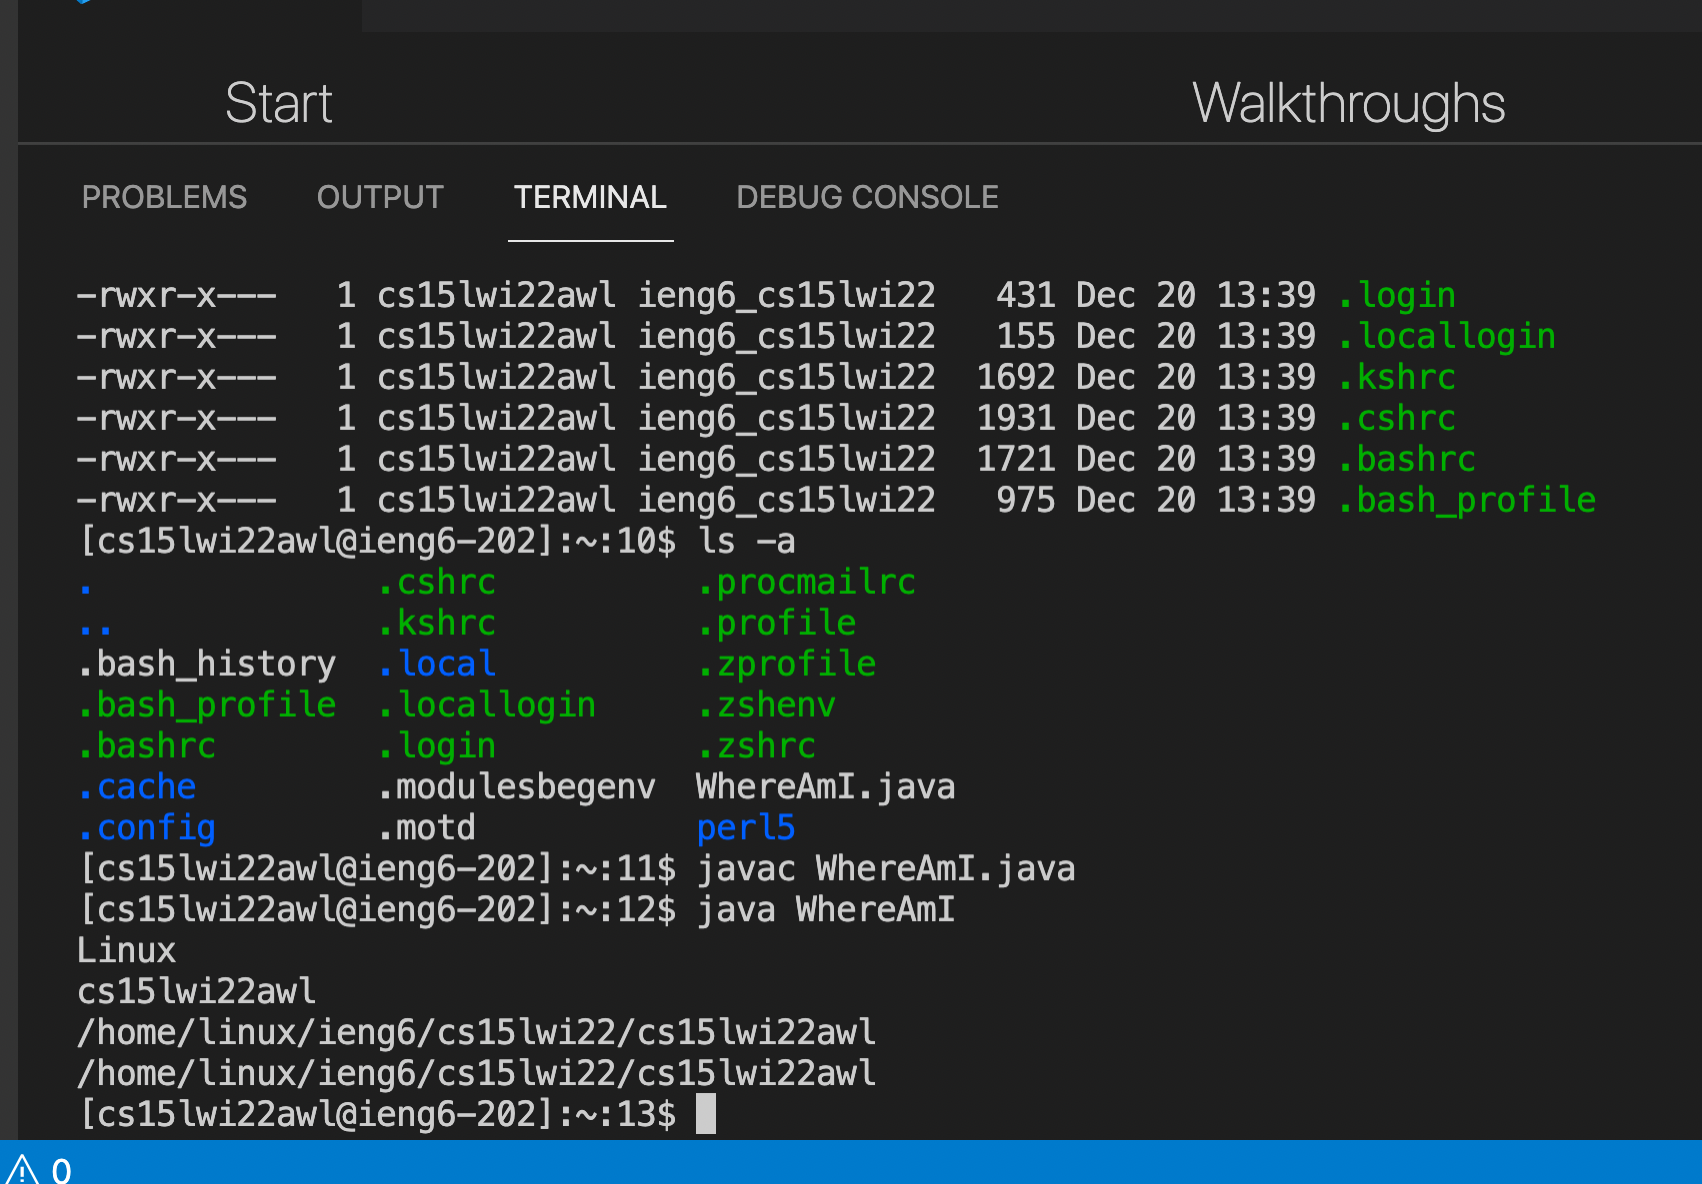 Start Walkthroughs
PROBLEMS OUTPUT TERMINAL DEBUG CONSOLE
-rwxr-x--- 1 cs15lwi22awl ieng6_cs15lwi22 431 Dec 20 13:39 .login
-rwxr-x--- 1 cs15lwi22awl ieng6_cs15lwi22 155 Dec 20 13:39 .locallogin
-rwxr-x--- 1 cs15lwi22awl ieng6_cs15lwi22 1692 Dec 20 13:39 .kshrc
-rwxr-x--- 1 cs15lwi22awl ieng6_cs15lwi22 1931 Dec 20 13:39 .cshrc
-rwxr-x--- 1 cs15lwi22awl ieng6_cs15lwi22 1721 Dec 20 13:39 .bashrc
-rwxr-x--- 1 cs15lwi22awl ieng6_cs15lwi22 975 Dec 20 13:39 .bash_profile
[cs15lwi22awl@ieng6-202]:~:10$ ls -a
. .cshrc .procmailrc
.. .kshrc .profile
.bash_history .local .zprofile
.bash_profile .locallogin .zshenv
.bashrc .login .zshrc
.cache .modulesbegenv WhereAmI.java
.config .motd perl5
[cs15lwi22awl@ieng6-202]:~:11$ javac WhereAmI.java
[cs15lwi22awl@ieng6-202]:~:12$ java WhereAmI
Linux
cs15lwi22awl
/home/linux/ieng6/cs15lwi22/cs15lwi22awl
/home/linux/ieng6/cs15lwi22/cs15lwi22awl
[cs15lwi22awl@ieng6-202]:~:13$
0